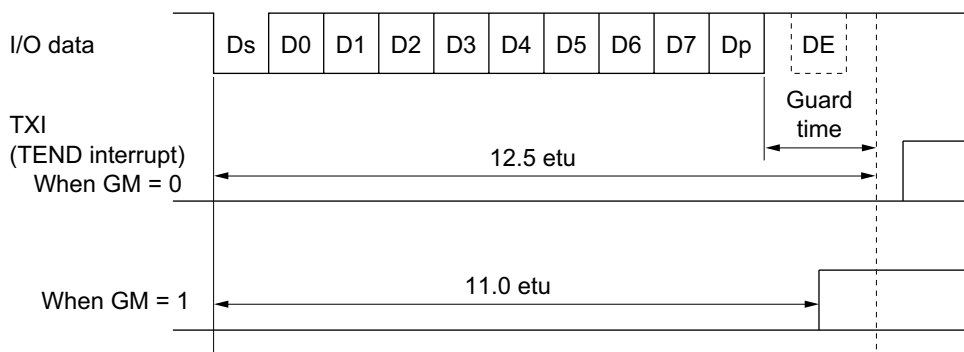 I/O data
Ds D0 D1 D2 D3 D4 D5 D6 D7 Dp DE
Guard
time
TXI
(TEND interrupt)
When GM = 0
12.5 etu
When GM = 1
11.0 etu